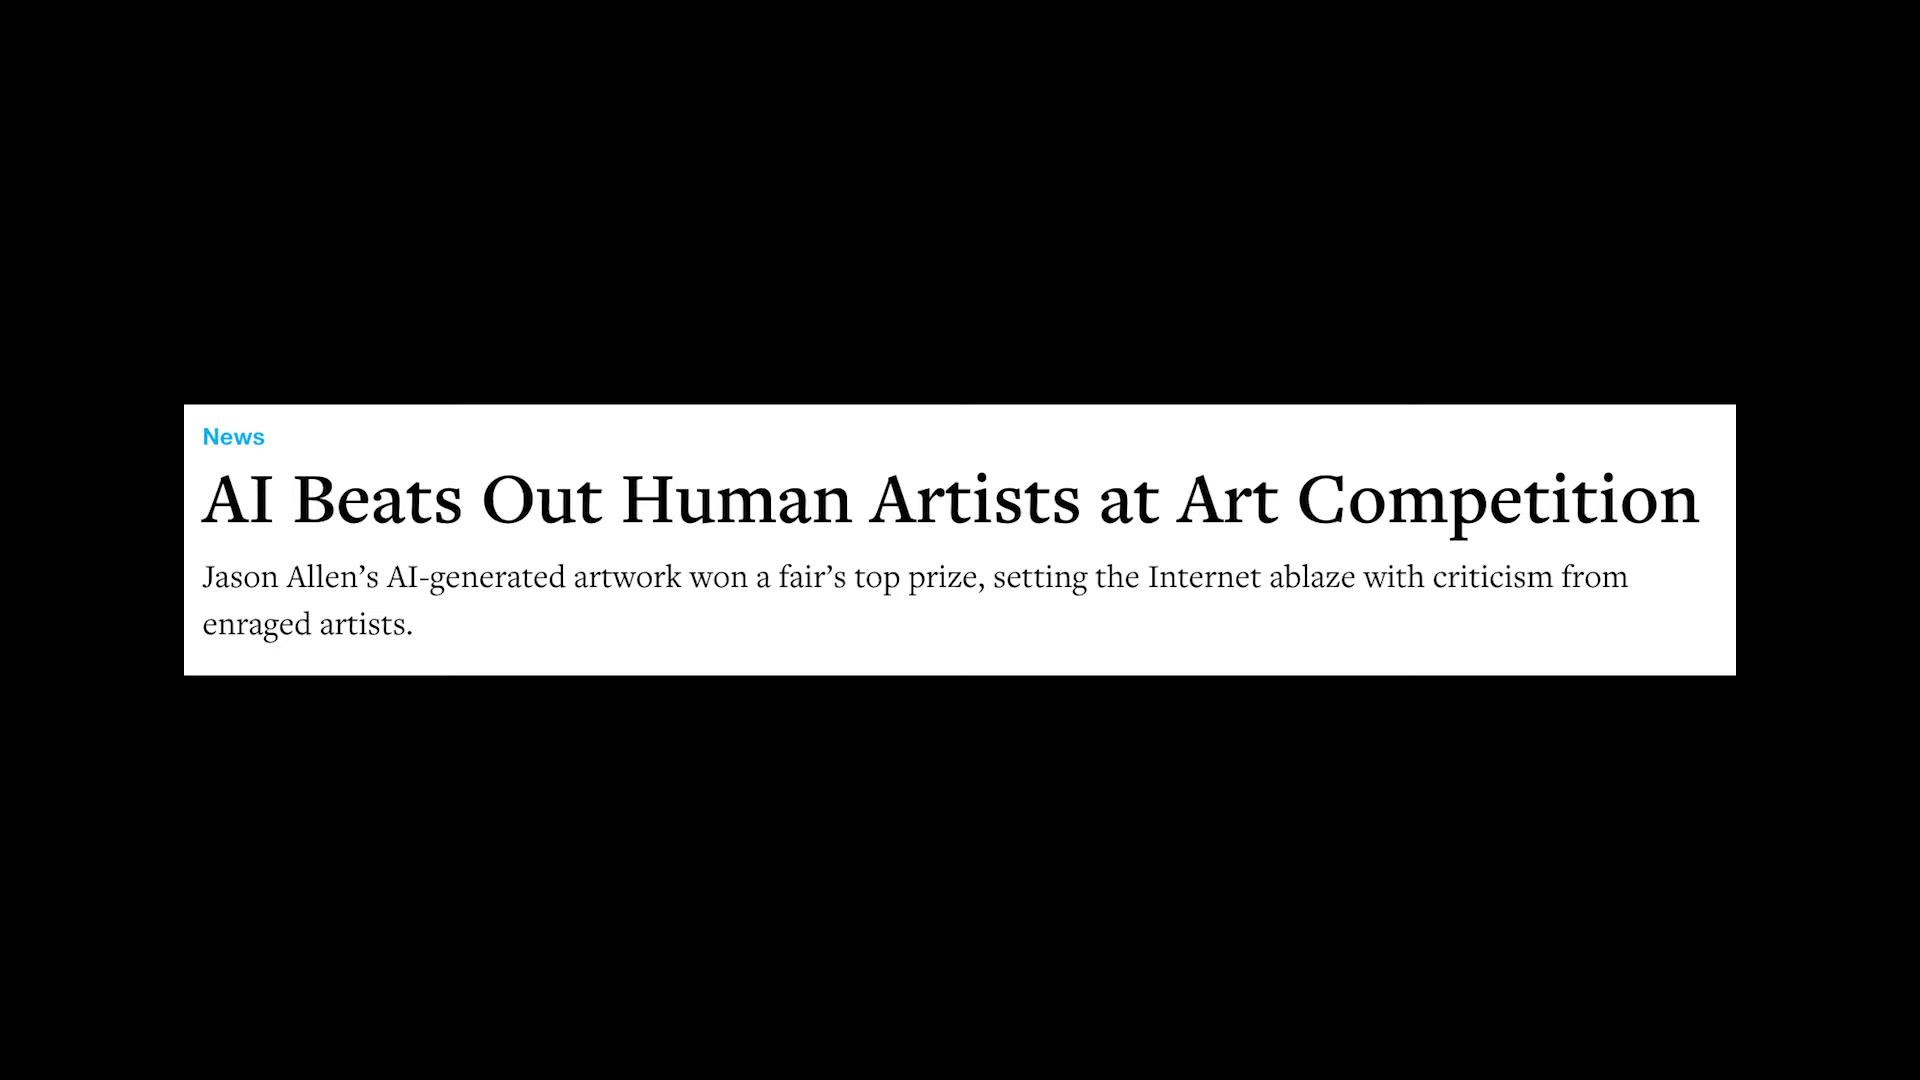 News
AI Beats Out Human Artists at Art Competition
Jason Allen’s AI-generated artwork won a fair’s top prize, setting the Internet ablaze with criticism from
enraged artists.